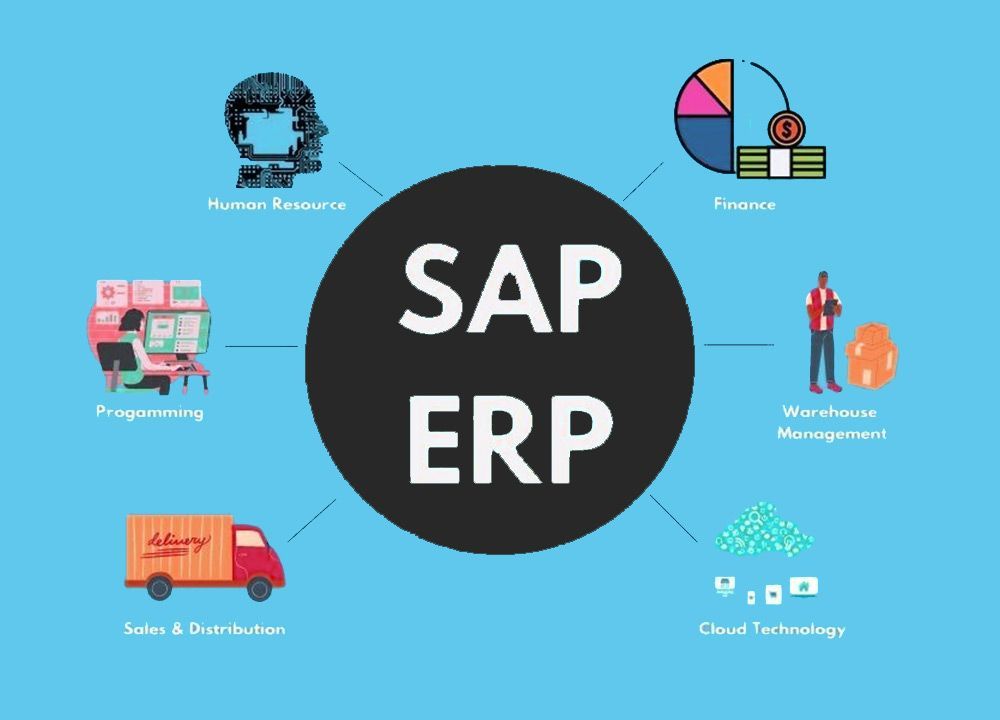 Human Resource
Finance
SAP
ERP
Progamming
Warehouse
Management
delivery
Sales & Distribution
Cloud Technology
$